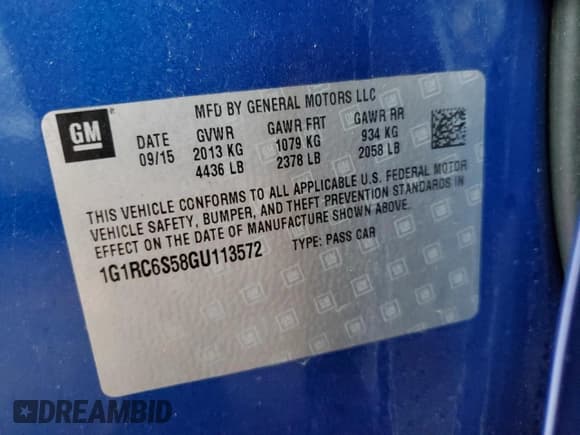 GM
MFD BY GENERAL MOTORS LLC
DATE GVWR GAWR FRT GAWR RR
09/15 2013 KG 1079 KG 934 KG
4436 LB 2378 LB 2058 LB
THIS VEHICLE CONFORMS TO ALL APPLICABLE U.S. FEDERAL MOTOR
VEHICLE SAFETY, BUMPER, AND THEFT PREVENTION STANDARDS IN
EFFECT ON THE DATE OF MANUFACTURE SHOWN ABOVE.
1G1RC6S58GU113572 TYPE: PASS CAR
DREAMBID